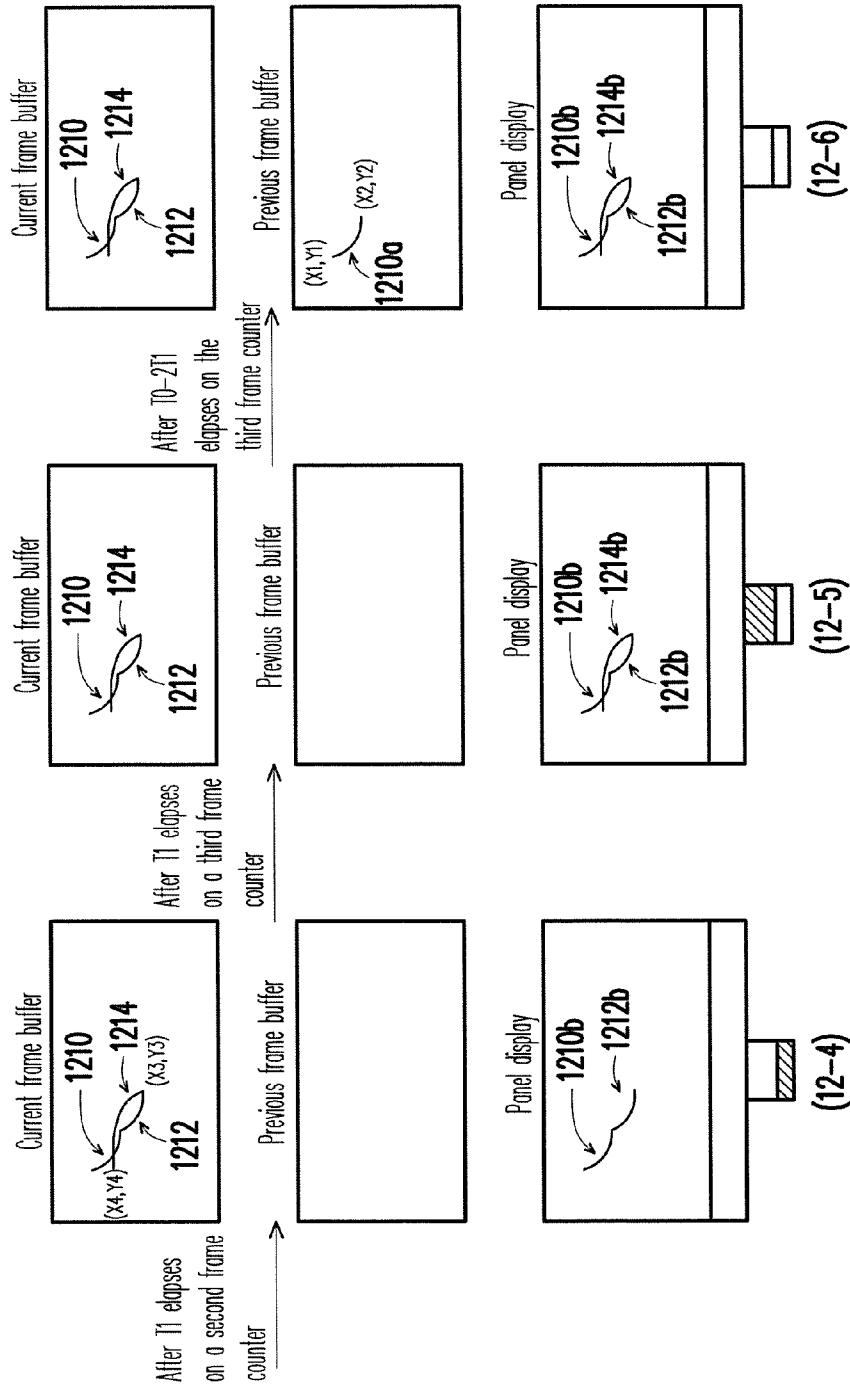 After T1 elapses
on a second frame
counter
Current frame buffer
1210
1214
(X4,Y4)
(X3,Y3)
1212
Previous frame buffer
Panel display
1210b
1212b
(12-4)
After T1 elapses
on a third frame
counter
Current frame buffer
1210
1214
1212
Previous frame buffer
Panel display
1210b
1214b
1212b
(12-5)
After T0-2T1
elapses on the
third frame counter
Current frame buffer
1210
1214
1212
Previous frame buffer
(X1,Y1)
(X2,Y2)
1210a
Panel display
1210b
1214b
1212b
(12-6)